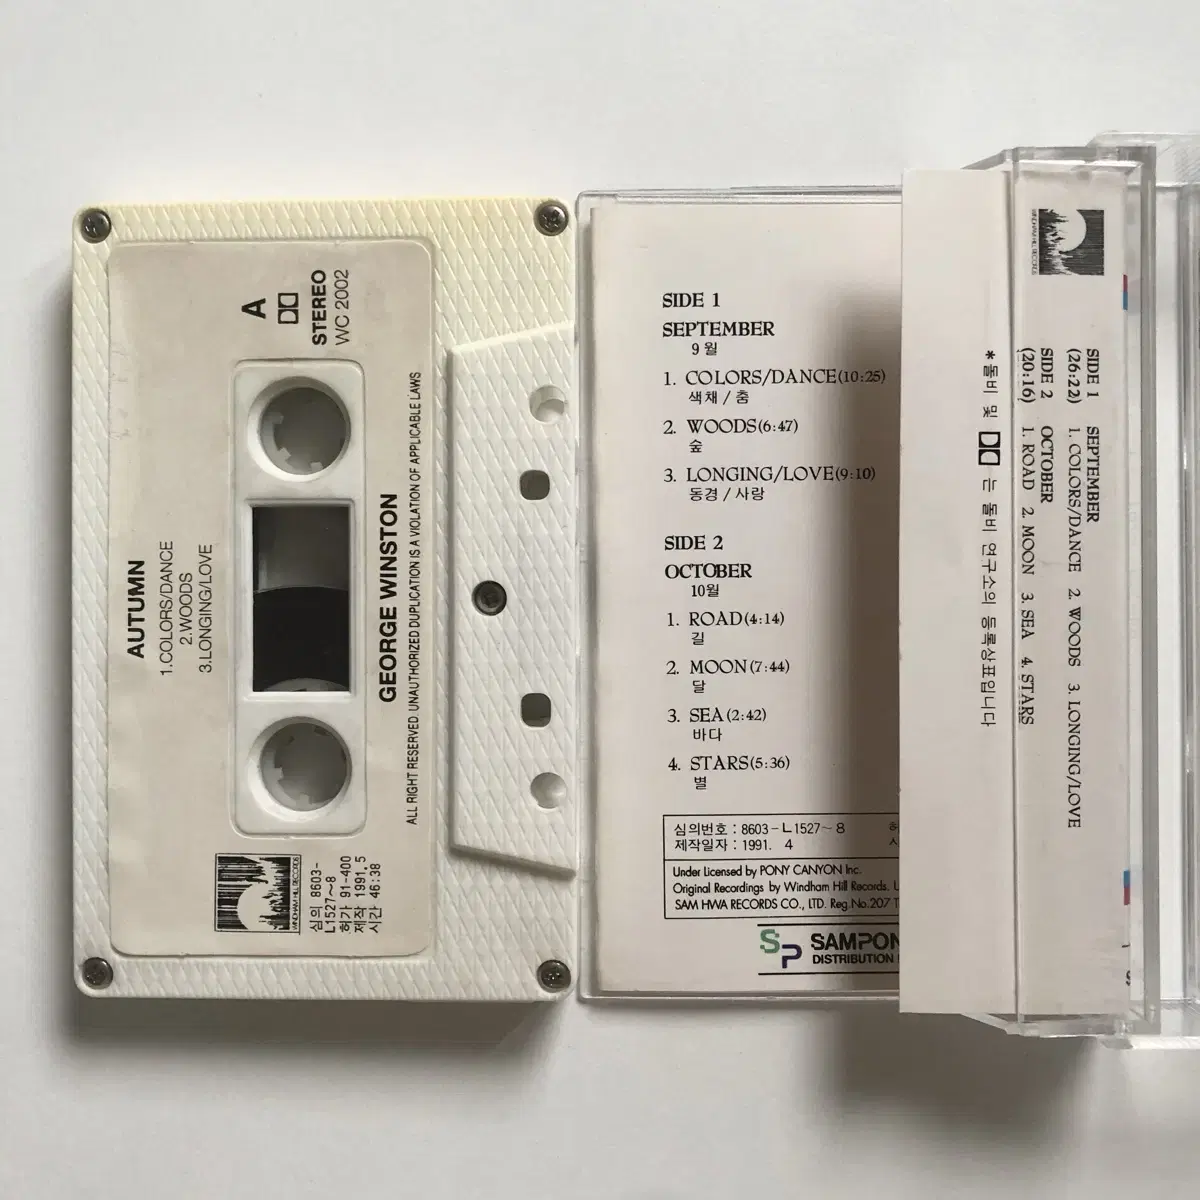 AUTUMN
1.COLORS/DANCE
2.WOODS
3.LONGING/LOVE
A
STEREO
WC 2002
GEORGE WINSTON
ALL RIGHT RESERVED. UNAUTHORIZED DUPLICATION IS A VIOLATION OF APPLICABLE LAWS
WINDHAM HILL RECORDS
심의 8603-
L1527~8
허가 91-400
제작 1991.5
시간 46:38
SIDE 1
SEPTEMBER
9월
1. COLORS/DANCE(10:25)
색채 / 춤
2. WOODS(6:47)
숲
3. LONGING/LOVE(9:10)
동경 / 사랑
SIDE 2
OCTOBER
10월
1. ROAD(4:14)
길
2. MOON(7:44)
달
3. SEA(2:42)
바다
4. STARS(5:36)
별
심의번호 : 8603-L1527~8
제작일자 : 1991. 4
Under Licensed by PONY CANYON Inc.
Original Recordings by Windham Hill Records.
SAM HWA RECORDS CO., LTD. Reg.No.207
SP SAMPON
DISTRIBUTION
WINDHAM HILL RECORDS
SIDE 1 SEPTEMBER
(26:22) 1. COLORS/DANCE 2. WOODS 3. LONGING/LOVE
SIDE 2 OCTOBER
(20:16) 1. ROAD 2. MOON 3. SEA 4. STARS
*돌비 및 는 돌비 연구소의 등록상표입니다